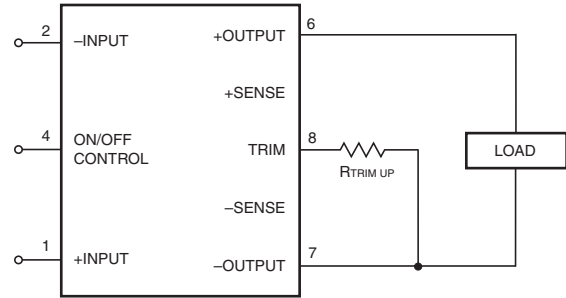 2
–INPUT
+OUTPUT
6
+SENSE
4
ON/OFF
CONTROL
TRIM
8
RTRIM UP
LOAD
–SENSE
1
+INPUT
–OUTPUT
7